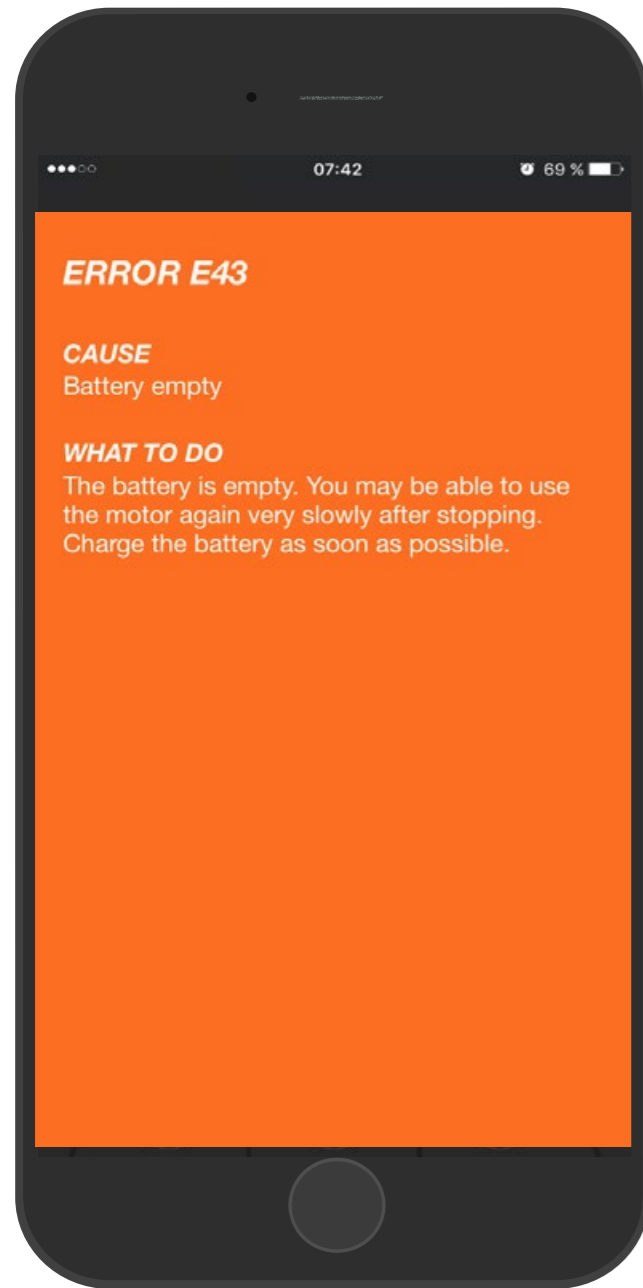 07:42
69 %
ERROR E43
CAUSE
Battery empty
WHAT TO DO
The battery is empty. You may be able to use
the motor again very slowly after stopping.
Charge the battery as soon as possible.